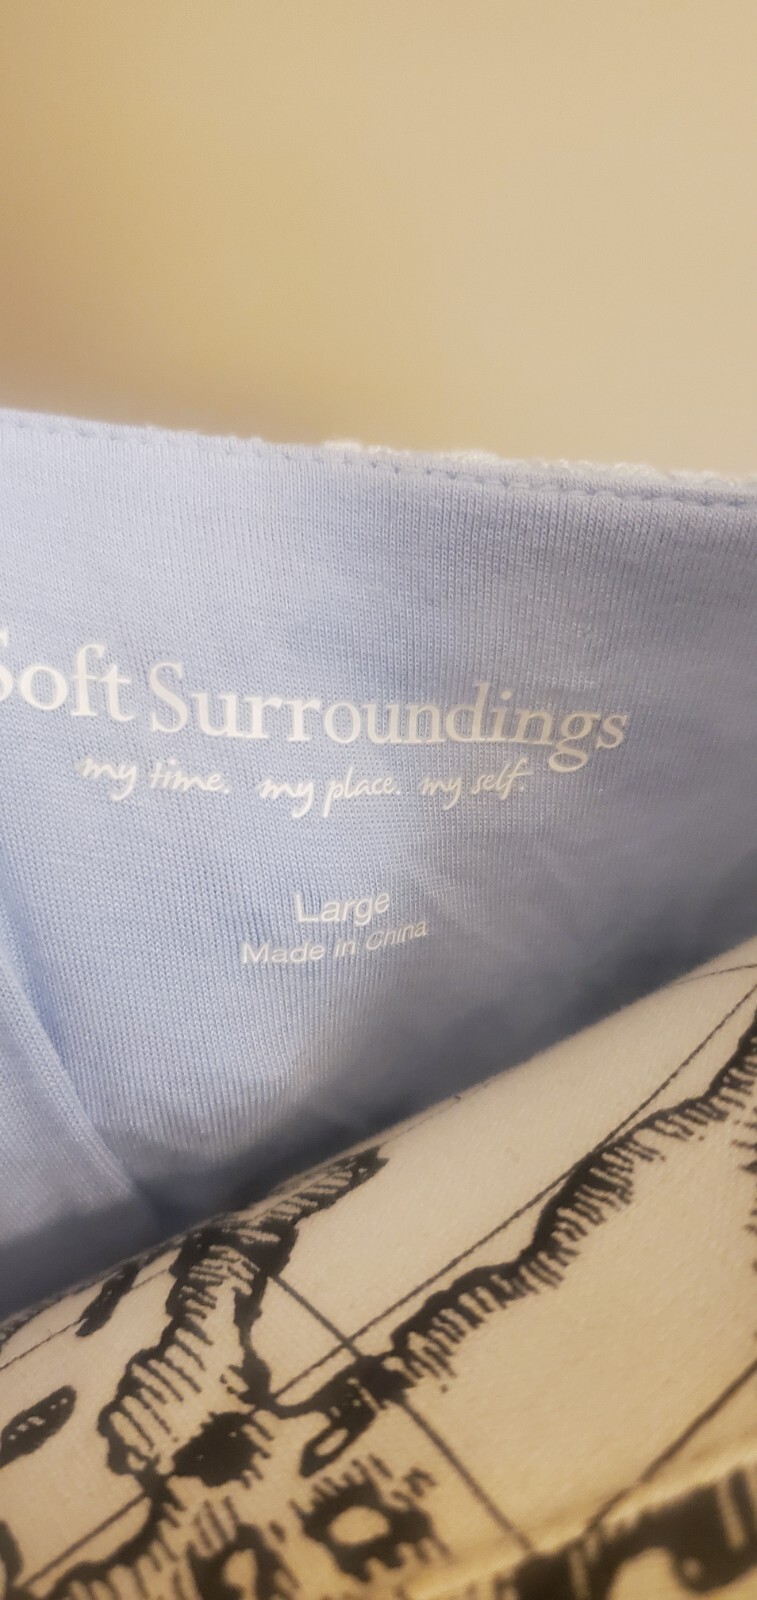 Soft Surroundings
my time. my place. my self.
Large
Made in China